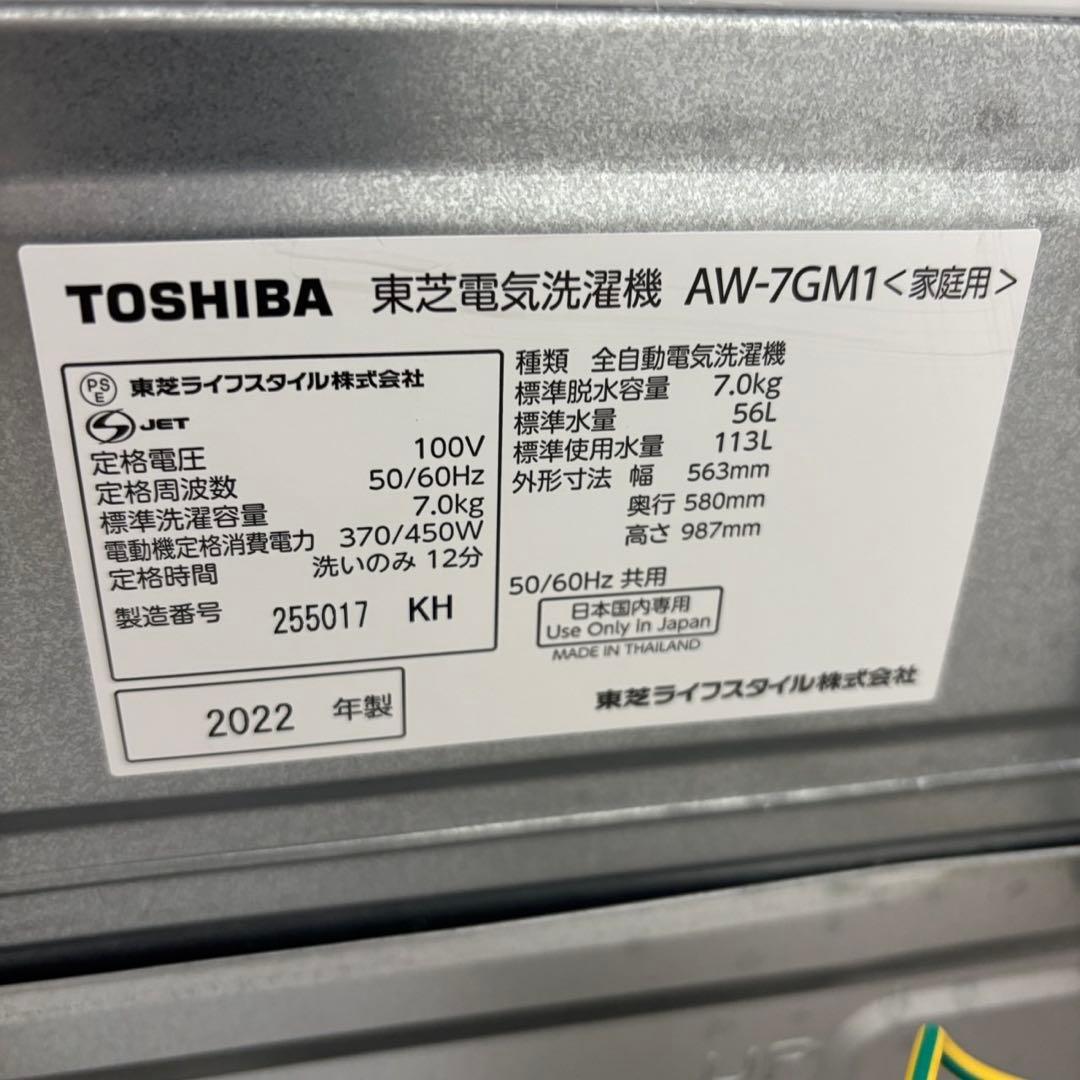 TOSHIBA 東芝電気洗濯機 AW-7GM1<家庭用>
PSE 東芝ライフスタイル株式会社
S JET
定格電圧 100V
定格周波数 50/60Hz
標準洗濯容量 7.0kg
電動機定格消費電力 370/450W
定格時間 洗いのみ 12分
製造番号 255017 KH
2022 年製
種類 全自動電気洗濯機
標準脱水容量 7.0kg
標準水量 56L
標準使用水量 113L
外形寸法 幅 563mm
奥行 580mm
高さ 987mm
50/60Hz 共用
日本国内専用
Use Only in Japan
MADE IN THAILAND
東芝ライフスタイル株式会社